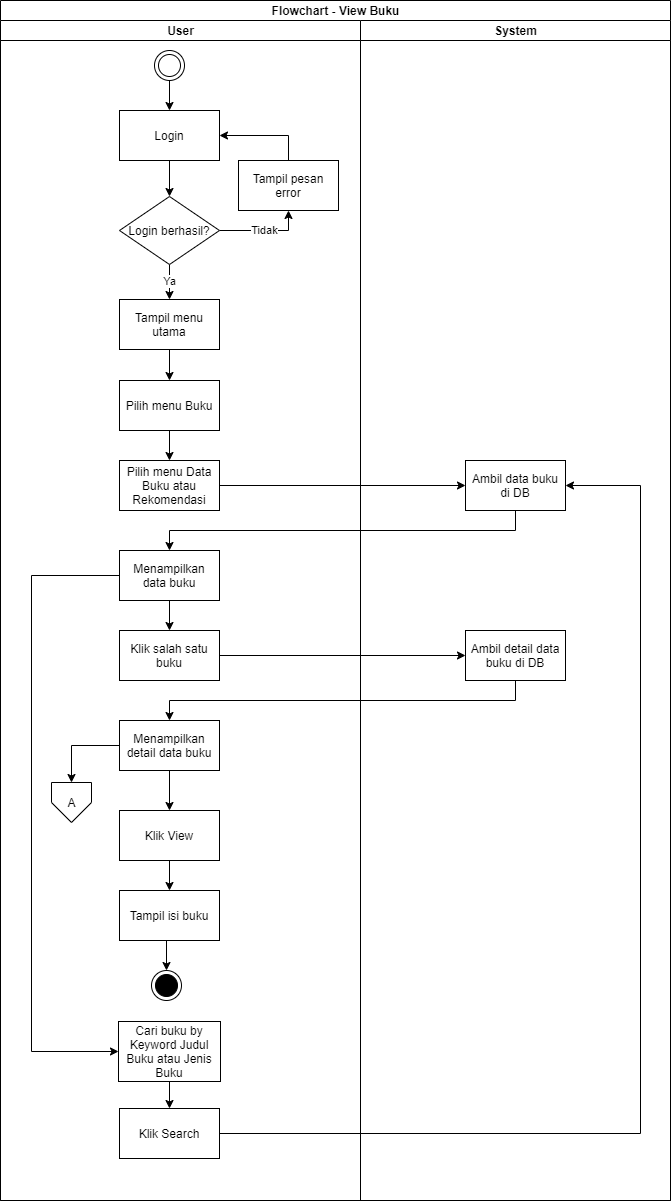 Flowchart - View Buku
User
System
Login
Tampil pesan
error
Login berhasil?
Tidak
Ya
Tampil menu
utama
Pilih menu Buku
Pilih menu Data
Buku atau
Rekomendasi
Ambil data buku
di DB
Menampilkan
data buku
Klik salah satu
buku
Ambil detail data
buku di DB
Menampilkan
detail data buku
A
Klik View
Tampil isi buku
Cari buku by
Keyword Judul
Buku atau Jenis
Buku
Klik Search